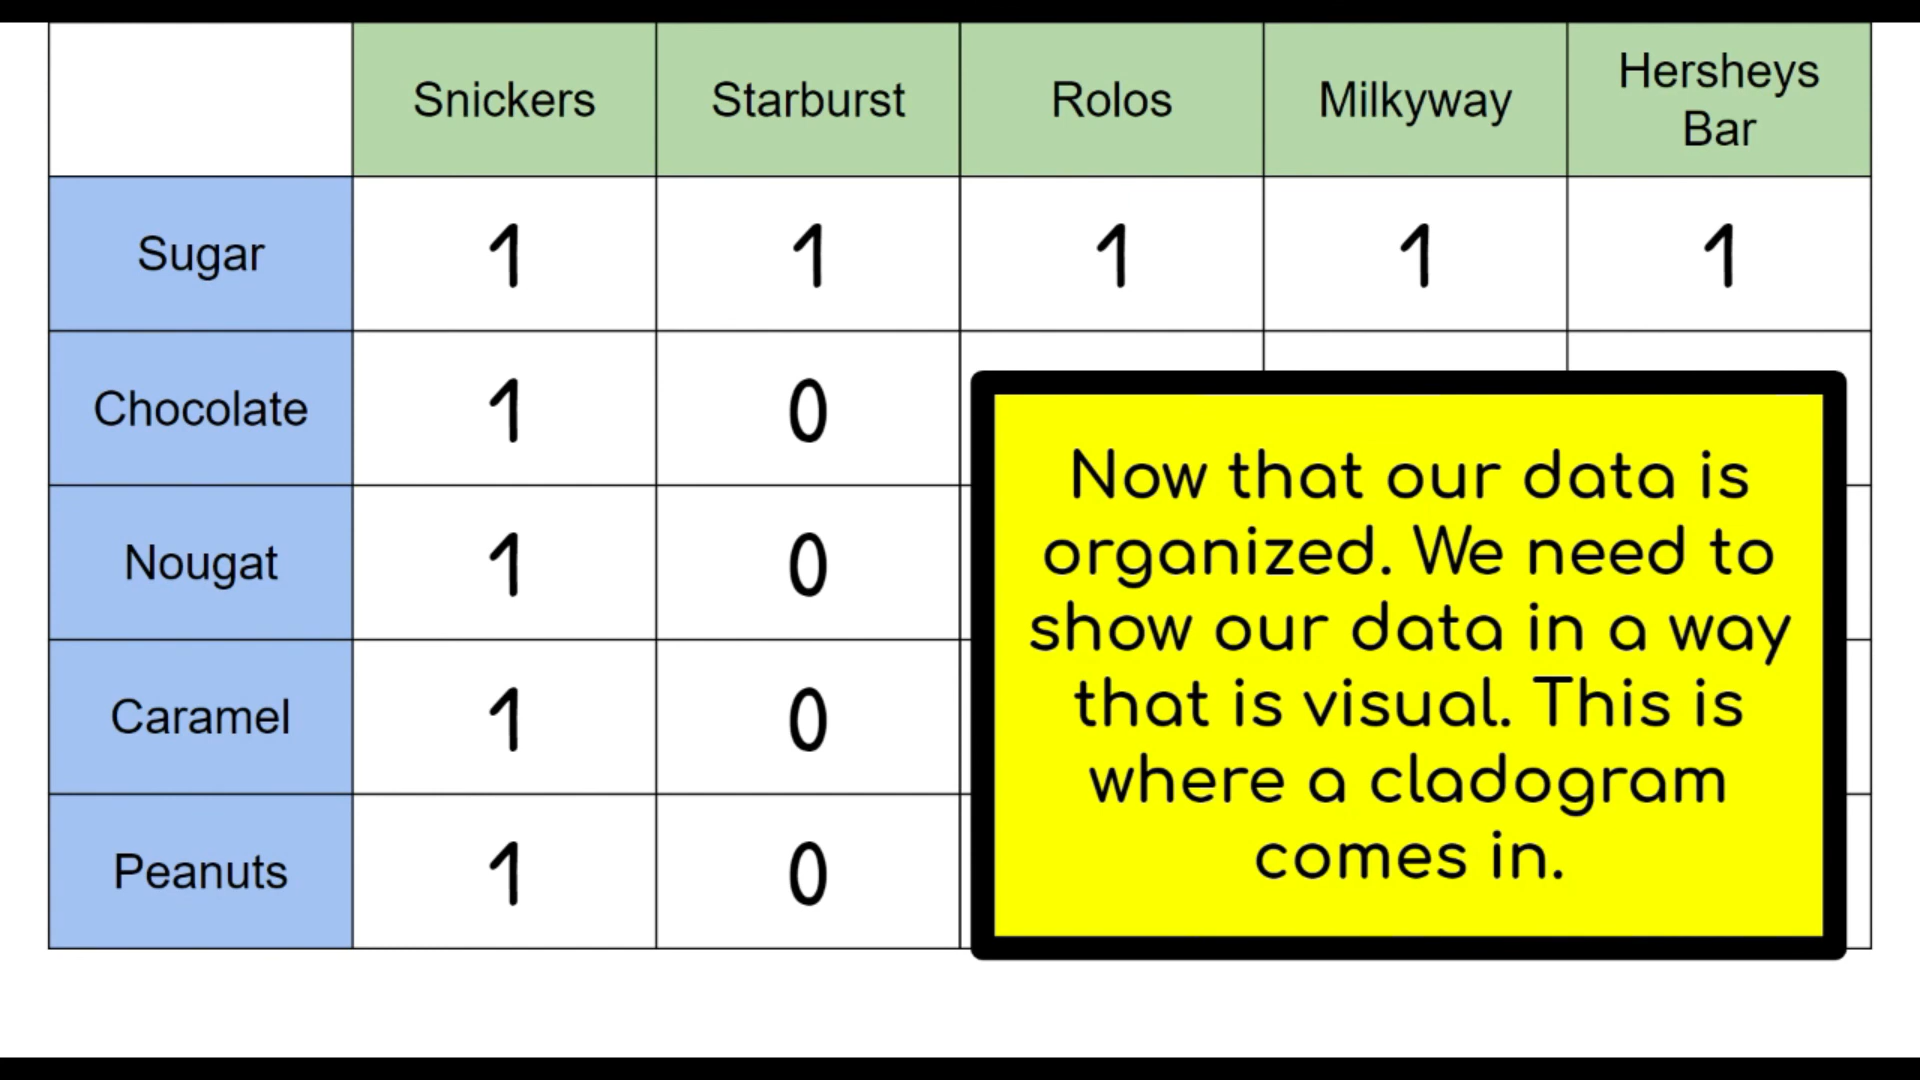 Snickers Starburst Rolos Milkyway Hersheys
Bar
Sugar 1 1 1 1 1
Chocolate 1 0
Nougat 1 0
Caramel 1 0
Peanuts 1 0
Now that our data is
organized. We need to
show our data in a way
that is visual. This is
where a cladogram
comes in.